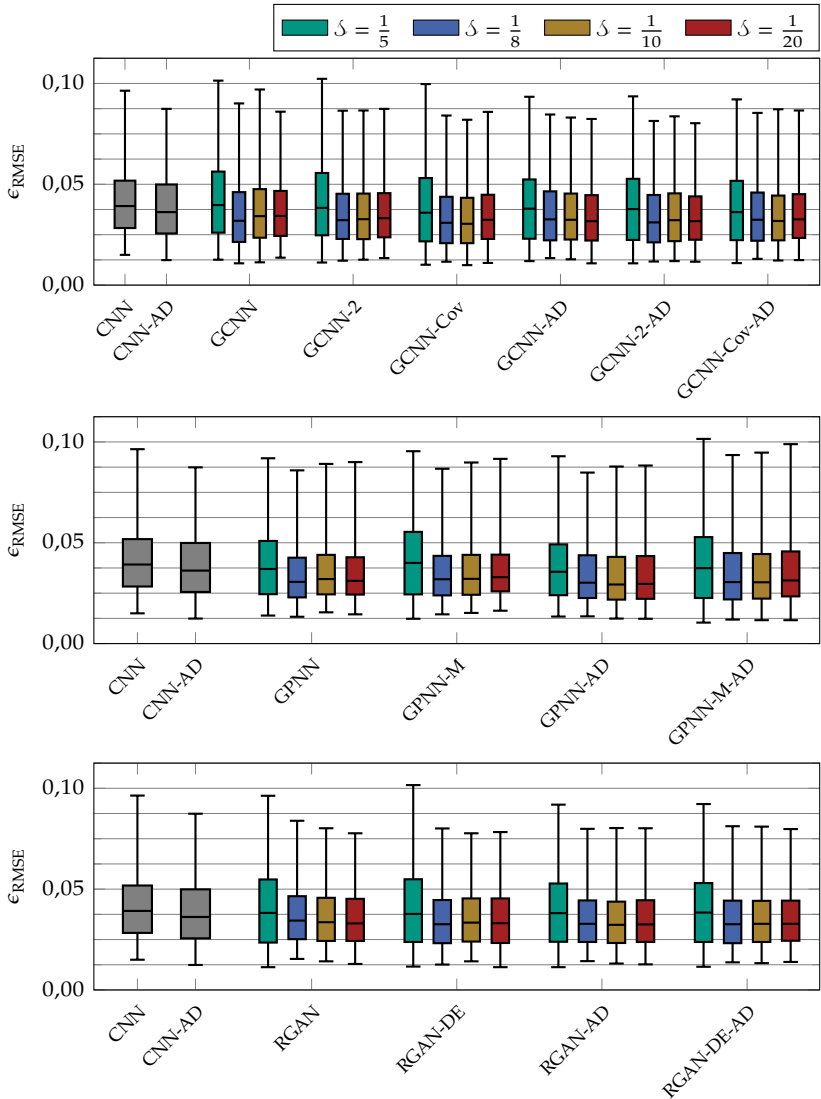 𝒮 = 1/5 𝒮 = 1/8 𝒮 = 1/10 𝒮 = 1/20
0,10
0,05
0,00
ϵRMSE
CNN
CNN-AD
GCNN
GCNN-2
GCNN-Cov
GCNN-AD
GCNN-2-AD
GCNN-Cov-AD
0,10
0,05
0,00
ϵRMSE
CNN
CNN-AD
GPNN
GPNN-M
GPNN-AD
GPNN-M-AD
0,10
0,05
0,00
ϵRMSE
CNN
CNN-AD
RGAN
RGAN-DE
RGAN-AD
RGAN-DE-AD